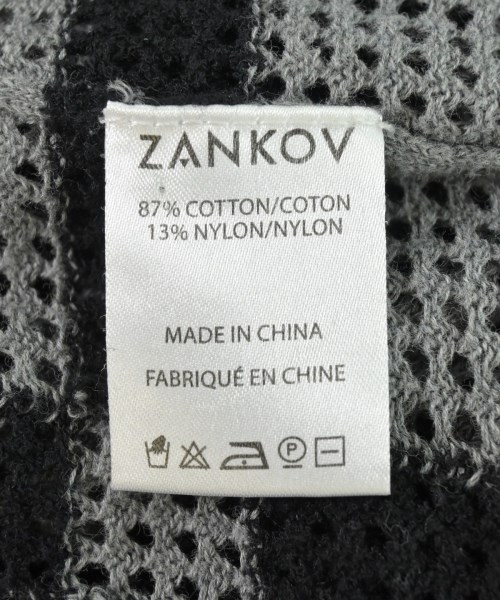 ZANKOV
87% COTTON/COTON
13% NYLON/NYLON
MADE IN CHINA
FABRIQUÉ EN CHINE
P